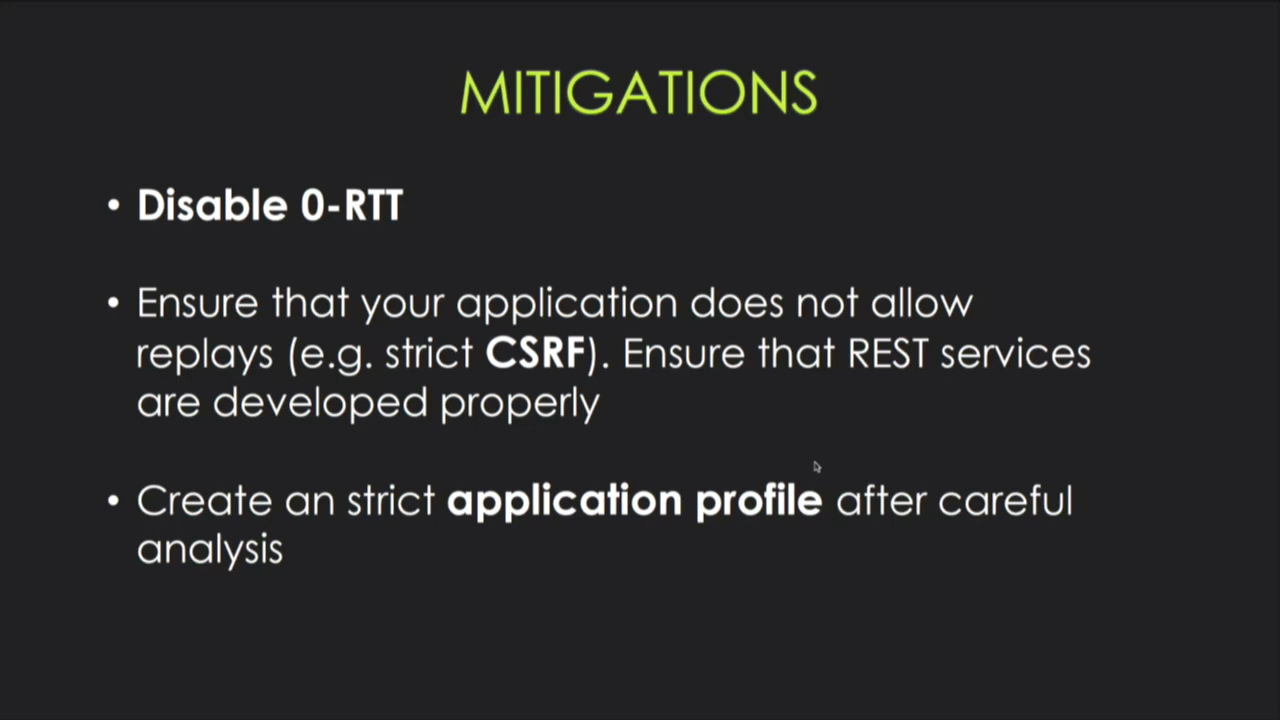 MITIGATIONS
• Disable 0-RTT
• Ensure that your application does not allow
replays (e.g. strict CSRF). Ensure that REST services
are developed properly
• Create an strict application profile after careful
analysis